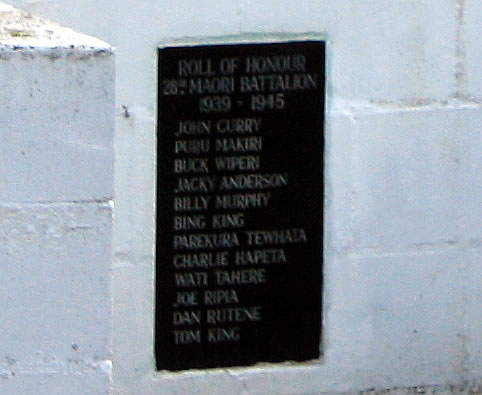 ROLL OF HONOUR
28TH MAORI BATTALION
1939 - 1945
JOHN CURRY
PURU MAKIRI
BUCK WIPERI
JACKY ANDERSON
BILLY MURPHY
BING KING
PAREKURA TEWHATA
CHARLIE HAPETA
WATI TAHERE
JOE RIPIA
DAN RUTENE
TOM KING